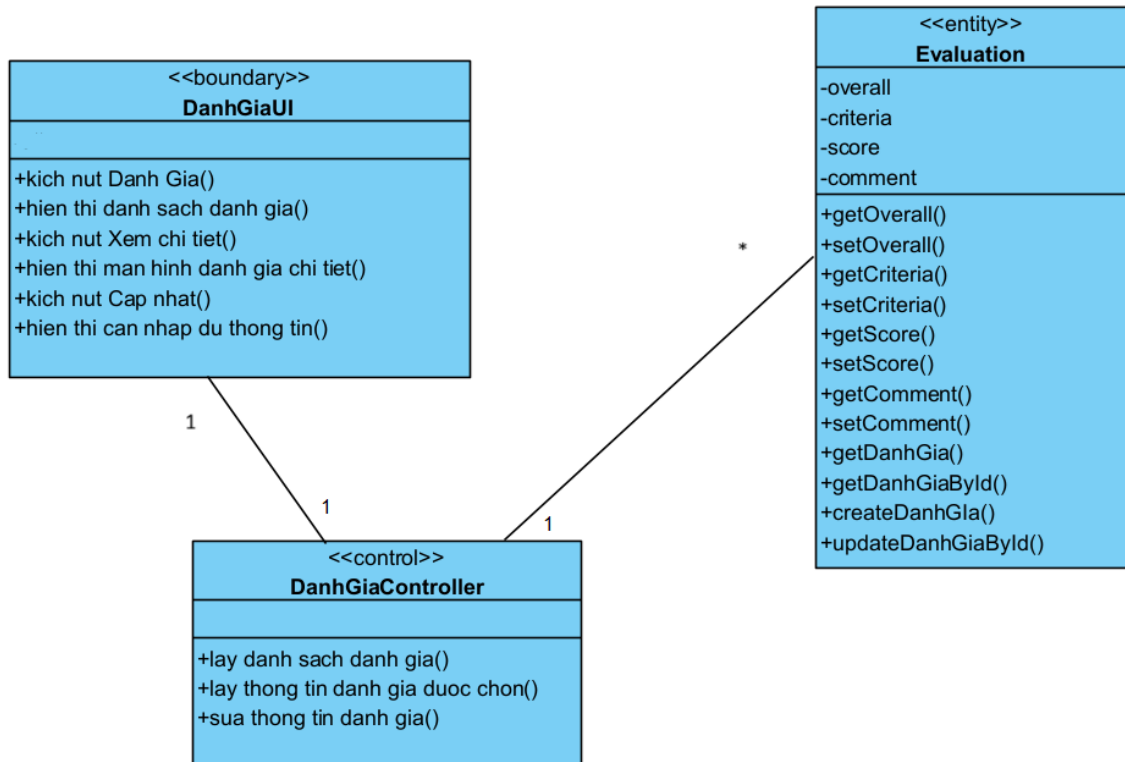 <<boundary>>
DanhGiaUI
+kich nut Danh Gia()
+hien thi danh sach danh gia()
+kich nut Xem chi tiet()
+hien thi man hinh danh gia chi tiet()
+kich nut Cap nhat()
+hien thi can nhap du thong tin()
<<entity>>
Evaluation
-overall
-criteria
-score
-comment
+getOverall()
+setOverall()
+getCriteria()
+setCriteria()
+getScore()
+setScore()
+getComment()
+setComment()
+getDanhGia()
+getDanhGiaById()
+createDanhGIa()
+updateDanhGiaById()
*
1
1
1
<<control>>
DanhGiaController
+lay danh sach danh gia()
+lay thong tin danh gia duoc chon()
+sua thong tin danh gia()